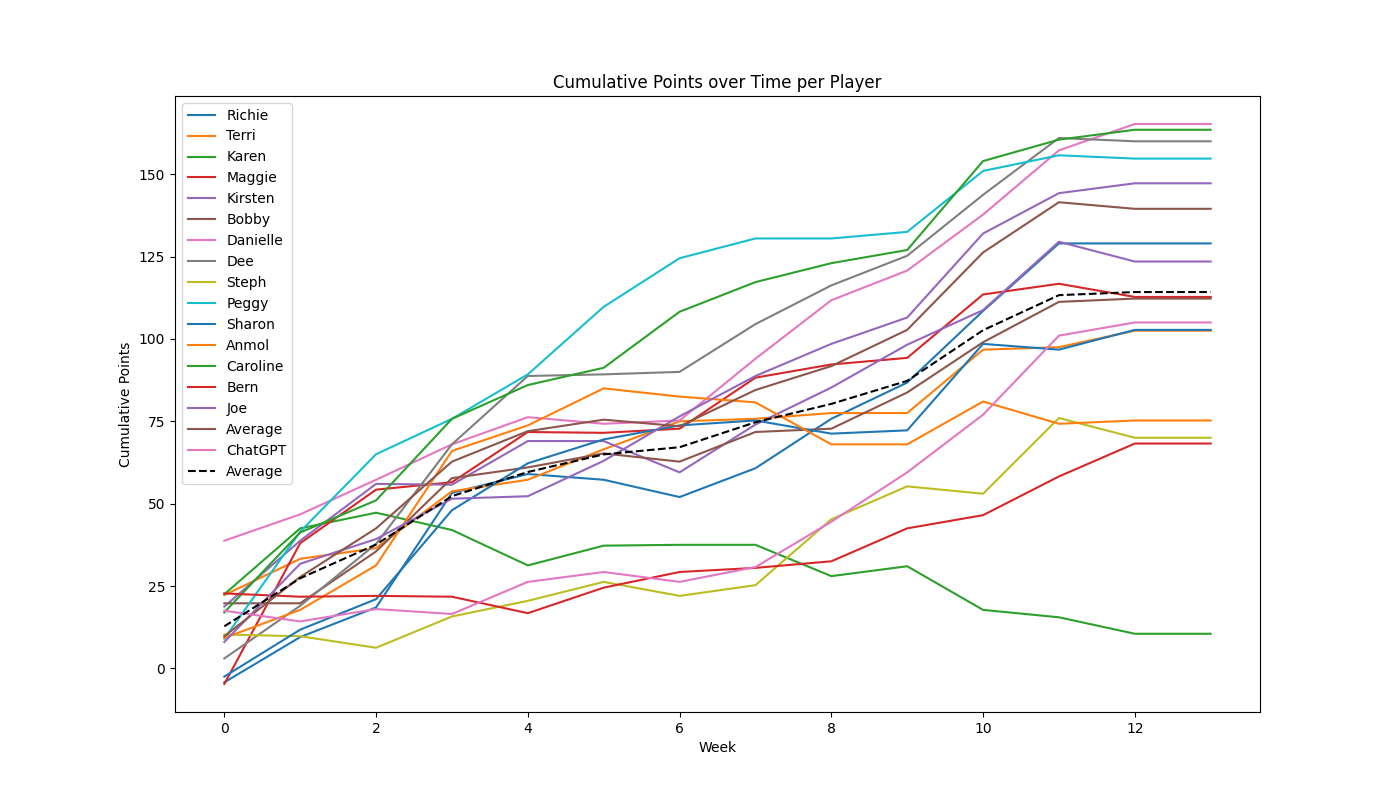 Cumulative Points over Time per Player
Richie
Terri
Karen
Maggie
Kirsten
Bobby
Danielle
Dee
Steph
Peggy
Sharon
Anmol
Caroline
Bern
Joe
Average
ChatGPT
Average
Cumulative Points
150
125
100
75
50
25
0
0 2 4 6 8 10 12
Week